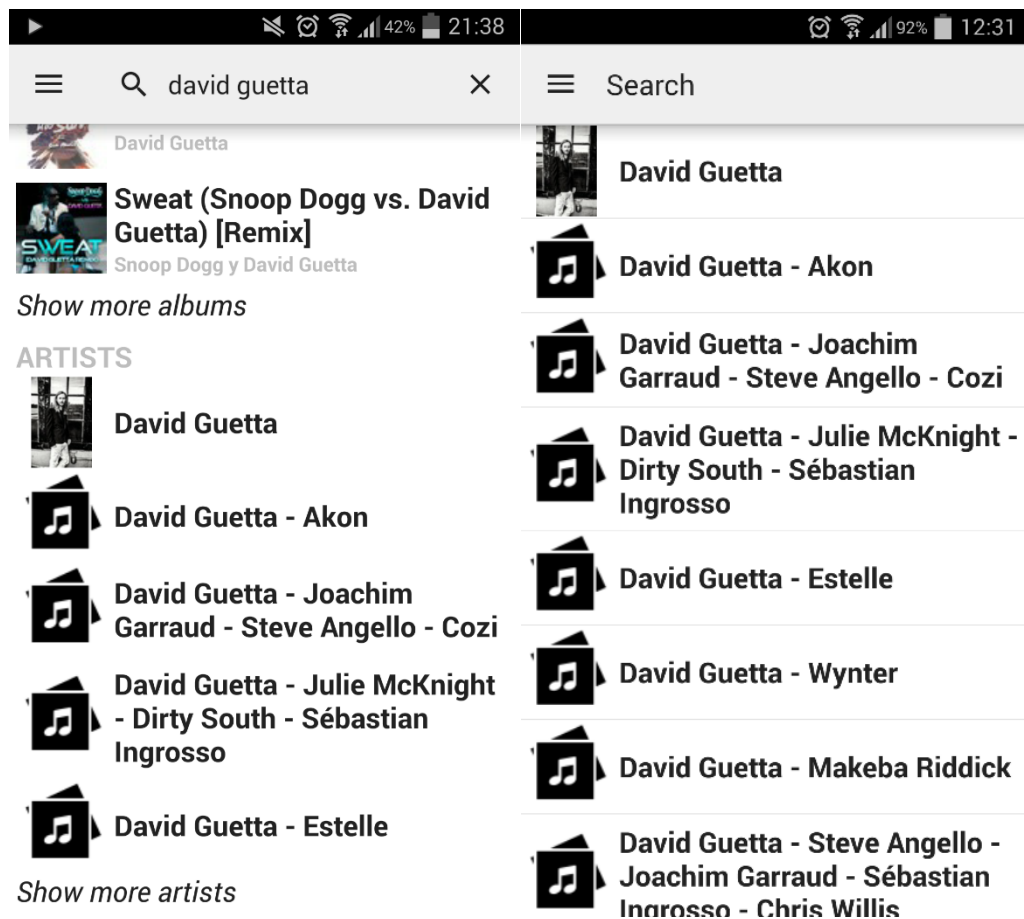 42% 21:38
david guetta
David Guetta
Sweat (Snoop Dogg vs. David
Guetta) [Remix]
Snoop Dogg y David Guetta
SWEAT
Show more albums
ARTISTS
David Guetta
David Guetta - Akon
David Guetta - Joachim
Garraud - Steve Angello - Cozi
David Guetta - Julie McKnight
- Dirty South - Sébastian
Ingrosso
David Guetta - Estelle
Show more artists
92% 12:31
Search
David Guetta
David Guetta - Akon
David Guetta - Joachim
Garraud - Steve Angello - Cozi
David Guetta - Julie McKnight -
Dirty South - Sébastian
Ingrosso
David Guetta - Estelle
David Guetta - Wynter
David Guetta - Makeba Riddick
David Guetta - Steve Angello -
Joachim Garraud - Sébastian
Ingrosso - Chris Willis